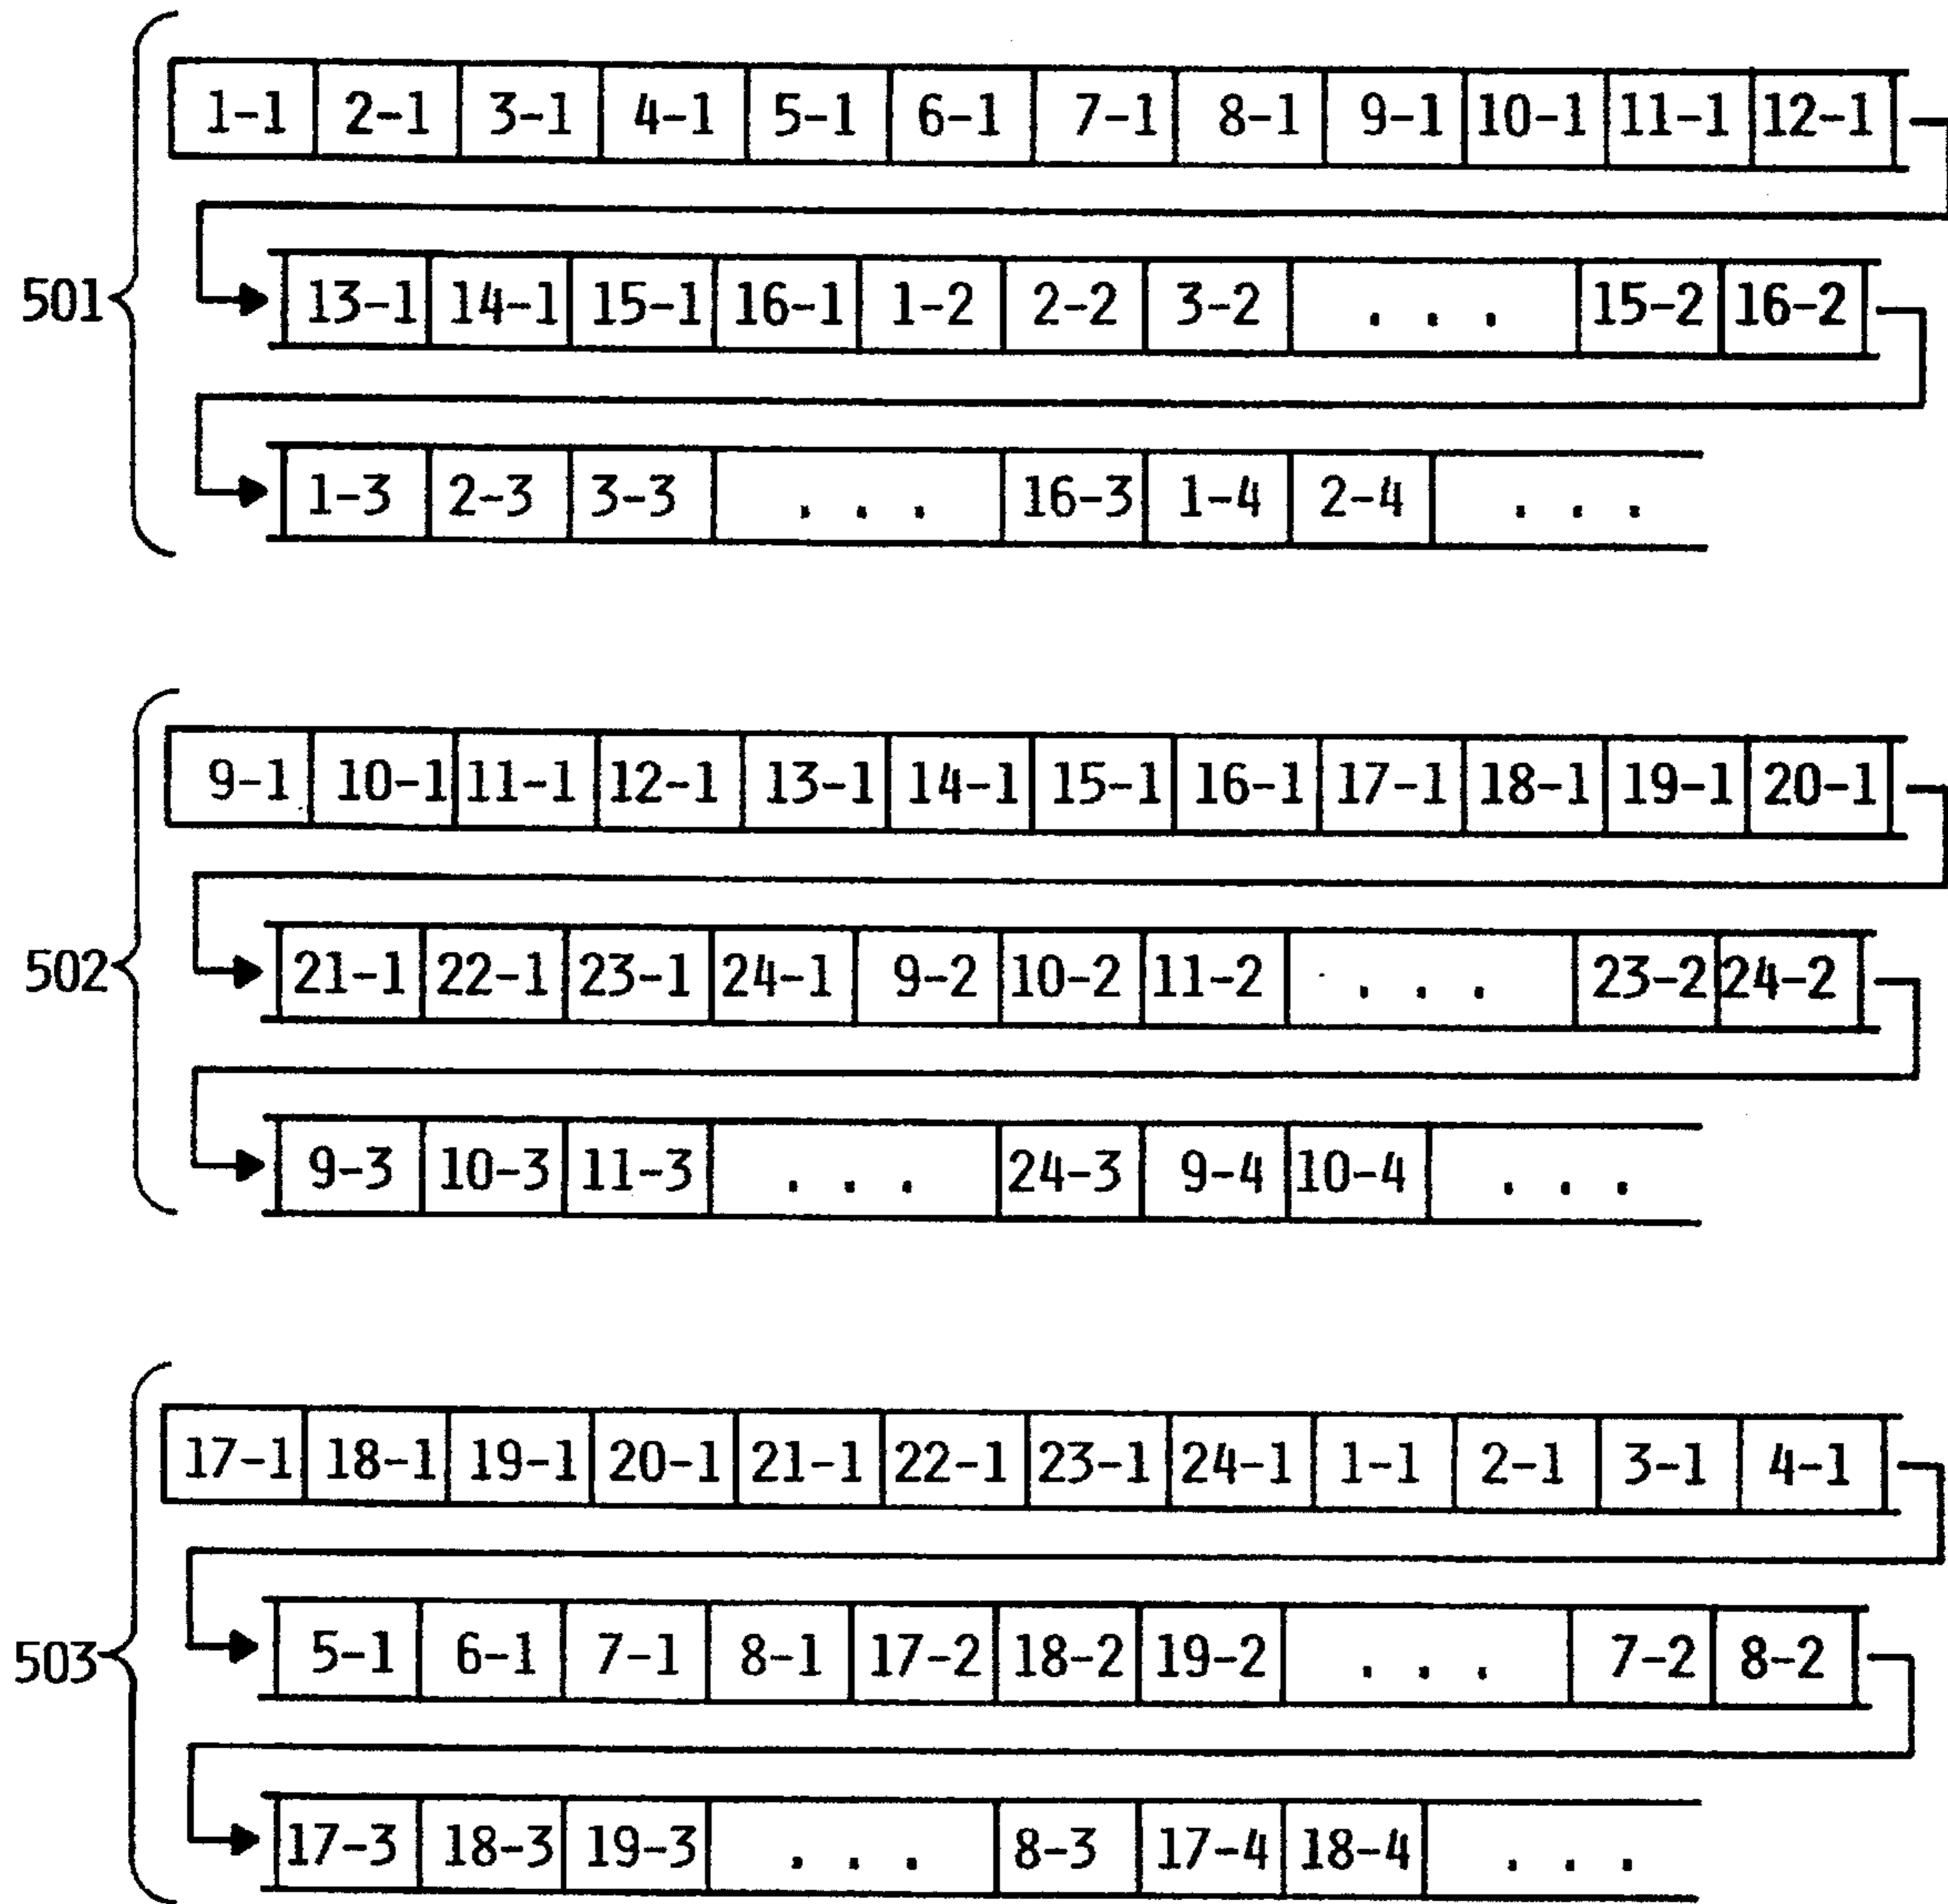 1-1 2-1 3-1 4-1 5-1 6-1 7-1 8-1 9-1 10-1 11-1 12-1
501 13-1 14-1 15-1 16-1 1-2 2-2 3-2 . . . 15-2 16-2
1-3 2-3 3-3 . . . 16-3 1-4 2-4 . . .
9-1 10-1 11-1 12-1 13-1 14-1 15-1 16-1 17-1 18-1 19-1 20-1
502 21-1 22-1 23-1 24-1 9-2 10-2 11-2 . . . 23-2 24-2
9-3 10-3 11-3 . . . 24-3 9-4 10-4 . . .
17-1 18-1 19-1 20-1 21-1 22-1 23-1 24-1 1-1 2-1 3-1 4-1
503 5-1 6-1 7-1 8-1 17-2 18-2 19-2 . . . 7-2 8-2
17-3 18-3 19-3 . . . 8-3 17-4 18-4 . . .